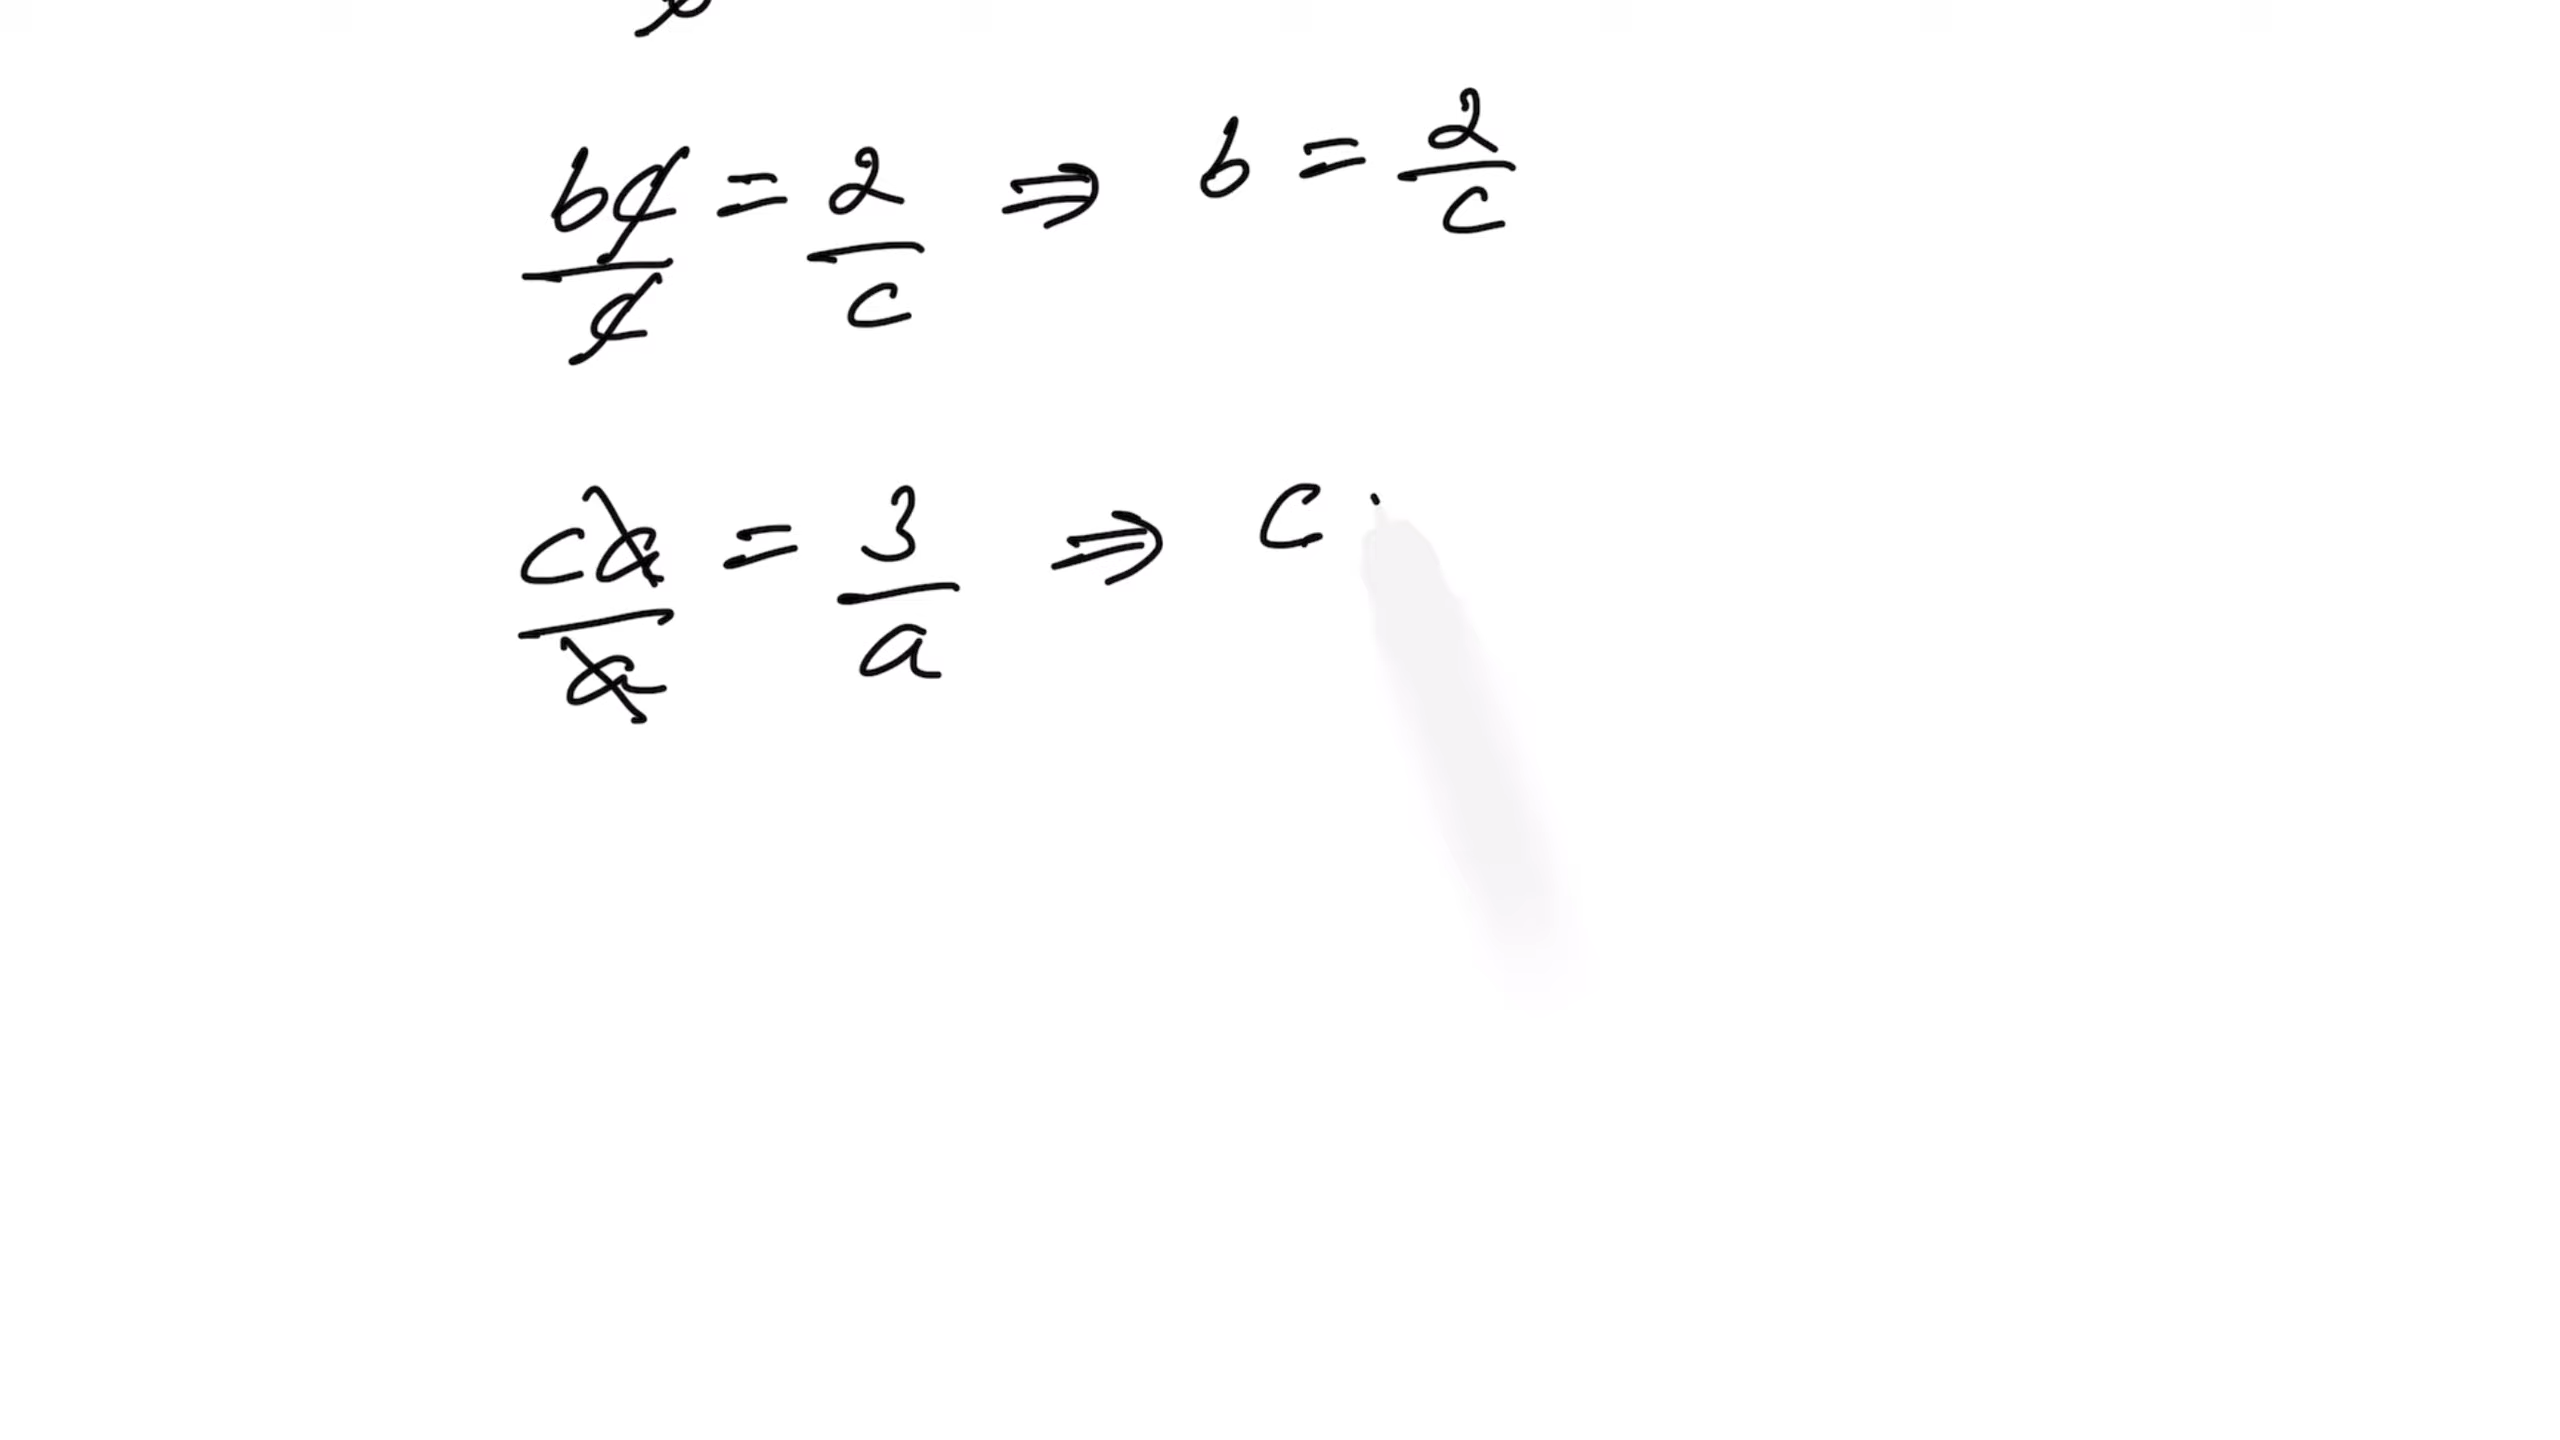 bc/c = 2/c ⇒ b = 2/c
ca/a = 3/a ⇒ c